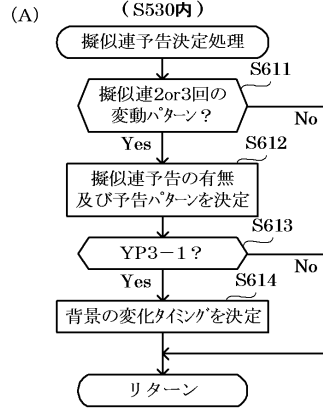 (A)
(S530内)
擬似連予告決定処理
S611
擬似連2or3回の
変動パターン?
No
Yes
S612
擬似連予告の有無
及び予告パターンを決定
S613
YP3-1?
No
Yes
S614
背景の変化タイミングを決定
リターン